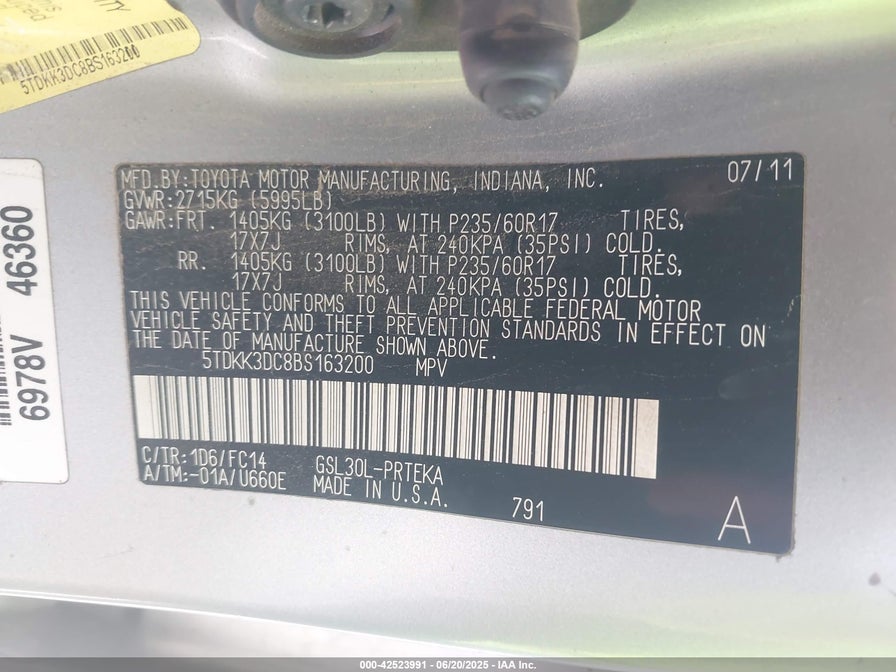 5TDKK3DC8BS163200
6978V 46360
MFD.BY:TOYOTA MOTOR MANUFACTURING, INDIANA, INC. 07/11
GVWR:2715KG (5995LB)
GAWR:FRT. 1405KG (3100LB) WITH P235/60R17 TIRES,
17X7J RIMS, AT 240KPA (35PSI) COLD.
RR. 1405KG (3100LB) WITH P235/60R17 TIRES,
17X7J RIMS, AT 240KPA (35PSI) COLD.
THIS VEHICLE CONFORMS TO ALL APPLICABLE FEDERAL MOTOR
VEHICLE SAFETY AND THEFT PREVENTION STANDARDS IN EFFECT ON
THE DATE OF MANUFACTURE SHOWN ABOVE.
5TDKK3DC8BS163200 MPV
C/TR:1D6/FC14 GSL30L-PRTEKA
A/TM:-01A/U660E MADE IN U.S.A.
791 A
000-42523991 - 06/20/2025 - IAA Inc.